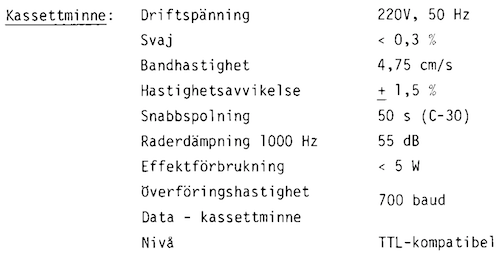 Kassettminne: Driftspänning 220V, 50 Hz
Svaj < 0,3 %
Bandhastighet 4,75 cm/s
Hastighetsavvikelse ± 1,5 %
Snabbspolning 50 s (C-30)
Raderdämpning 1000 Hz 55 dB
Effektförbrukning < 5 W
Överföringshastighet
700 baud
Data - kassettminne
Nivå TTL-kompatibel